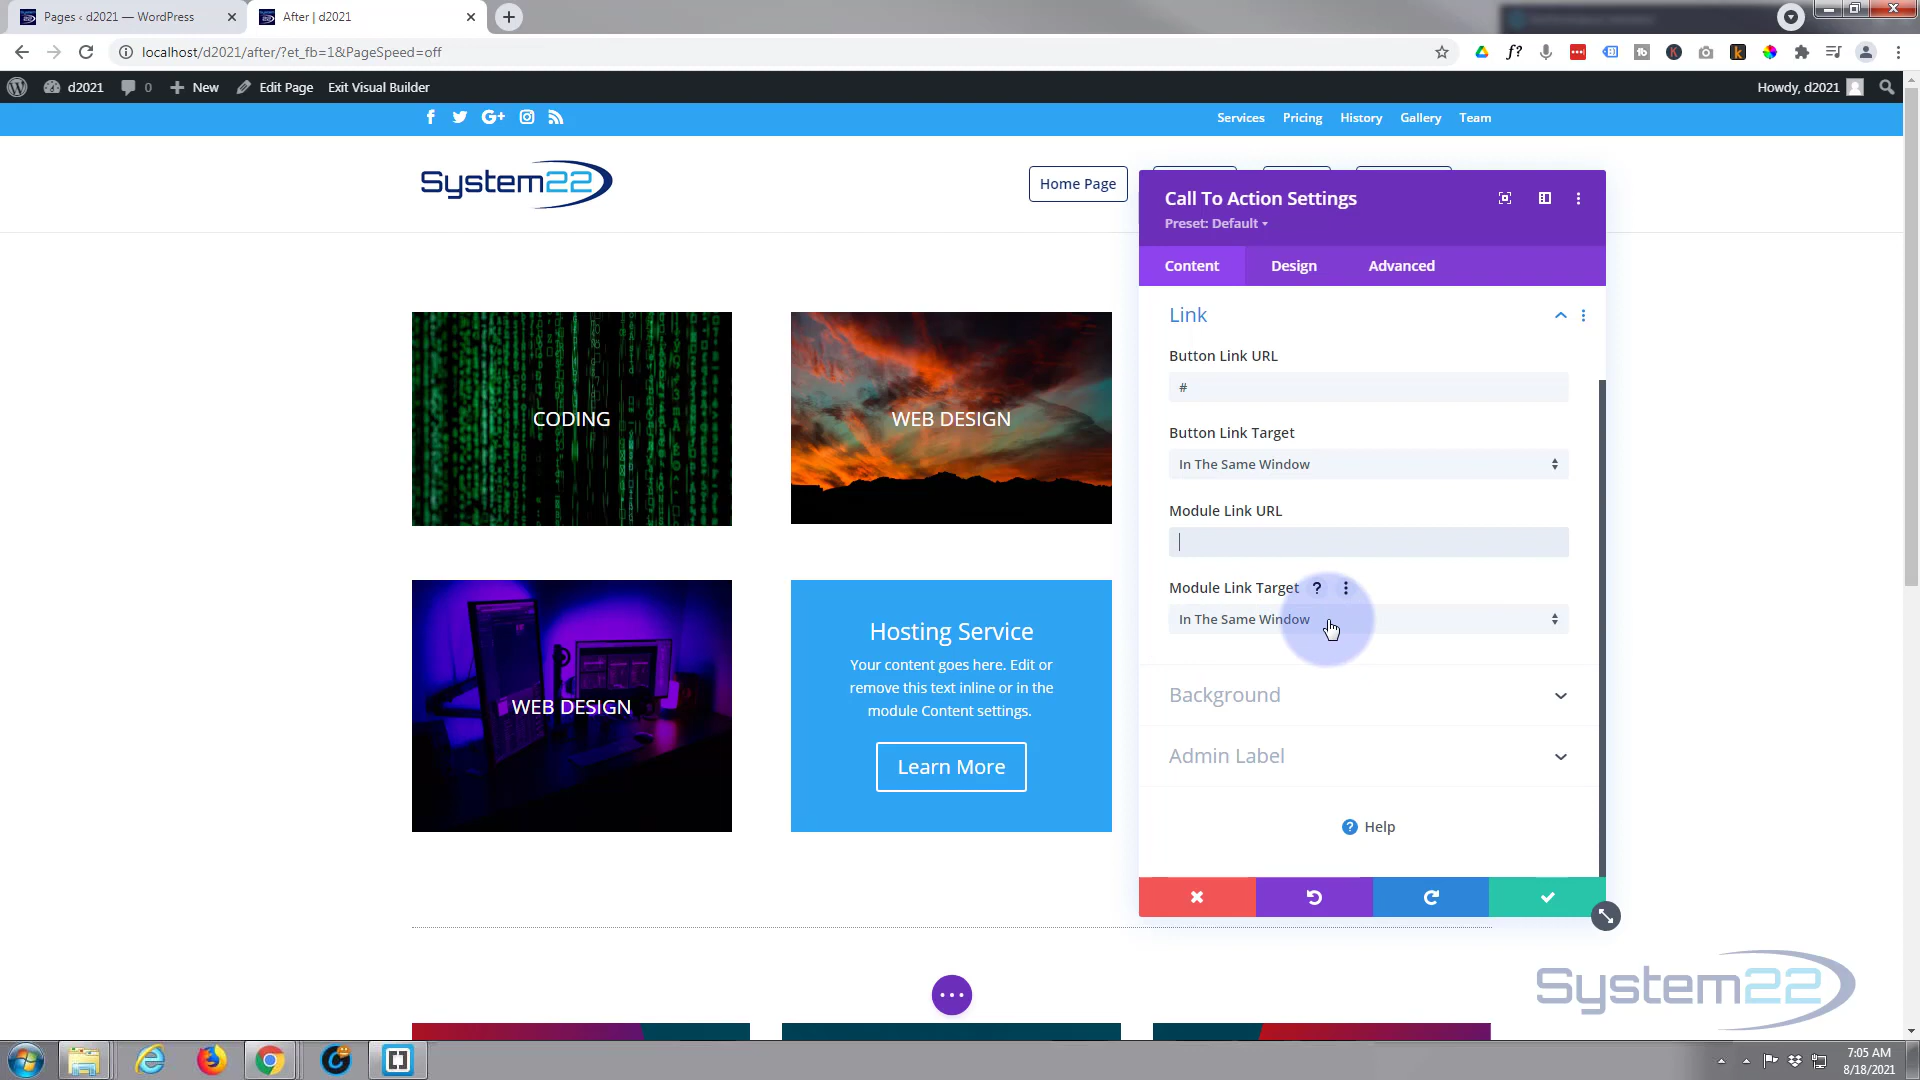 Pages ‹ d2021 — WordPress
After | d2021
localhost/d2021/after/?et_fb=1&PageSpeed=off
d2021
0
New
Edit Page
Exit Visual Builder
Howdy, d2021
Services
Pricing
History
Gallery
Team
System22
Home Page
Call To Action Settings
Preset: Default
Content
Design
Advanced
Link
Button Link URL
#
Button Link Target
In The Same Window
Module Link URL
Module Link Target
In The Same Window
Background
Admin Label
Help
CODING
WEB DESIGN
WEB DESIGN
Hosting Service
Your content goes here. Edit or
remove this text inline or in the
module Content settings.
Learn More
System22
7:05 AM
8/18/2021